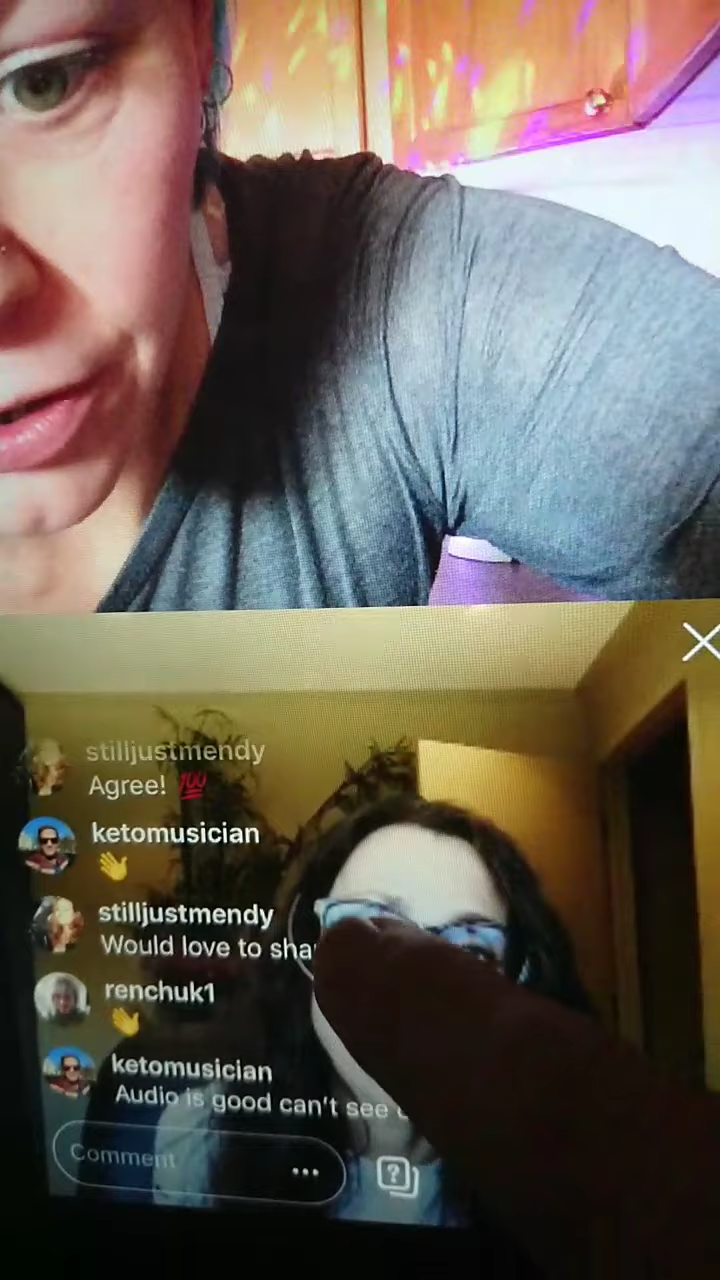 stilljustmendy
Agree! 💯
ketomusician
👋
stilljustmendy
Would love to sha
renchuk1
👋
ketomusician
Audio is good can't see
Comment